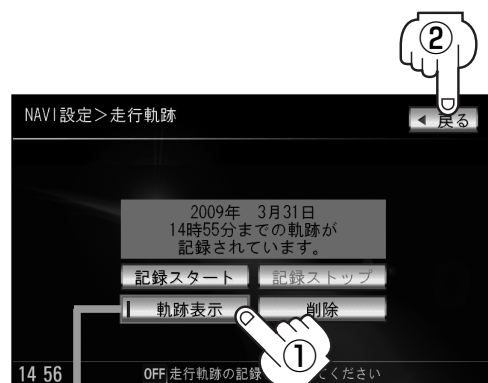 ②
NAVI設定＞走行軌跡
◀ 戻る
2009年 3月31日
14時55分までの軌跡が
記録されています。
記録スタート 記録ストップ
軌跡表示 削除
①
14 56 OFF 走行軌跡の記録 ください